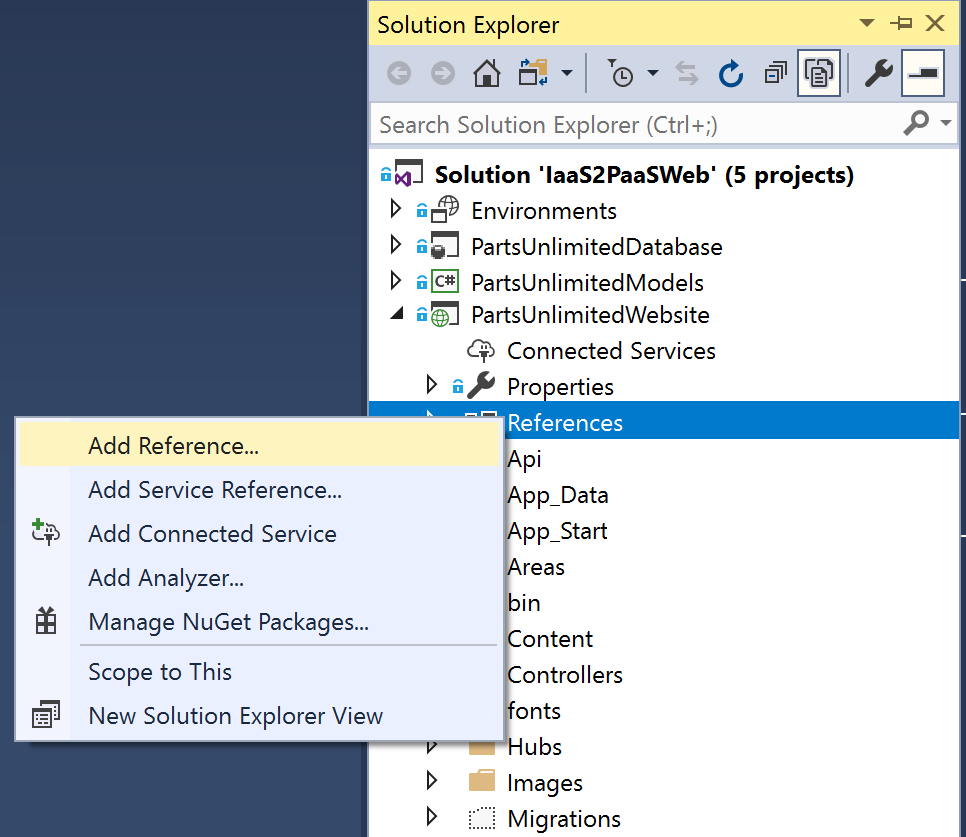 Solution Explorer
Search Solution Explorer (Ctrl+;)
Solution 'IaaS2PaaSWeb' (5 projects)
Environments
PartsUnlimitedDatabase
C# PartsUnlimitedModels
PartsUnlimitedWebsite
Connected Services
Properties
References
Api
App_Data
App_Start
Areas
bin
Content
Controllers
fonts
Hubs
Images
Migrations
Add Reference...
Add Service Reference...
Add Connected Service
Add Analyzer...
Manage NuGet Packages...
Scope to This
New Solution Explorer View